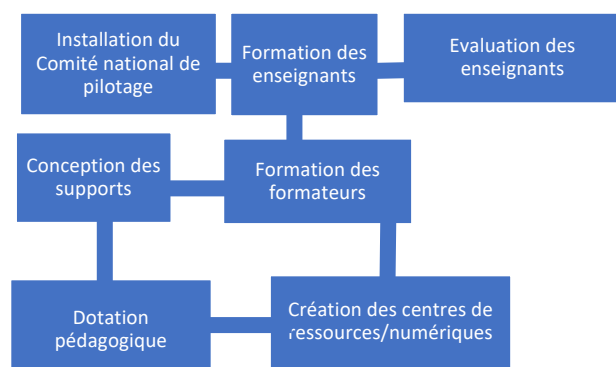 Installation du
Comité national de
pilotage
Formation des
enseignants
Evaluation des
enseignants
Conception des
supports
Formation des
formateurs
Dotation
pédagogique
Création des centres de
ressources/numériques